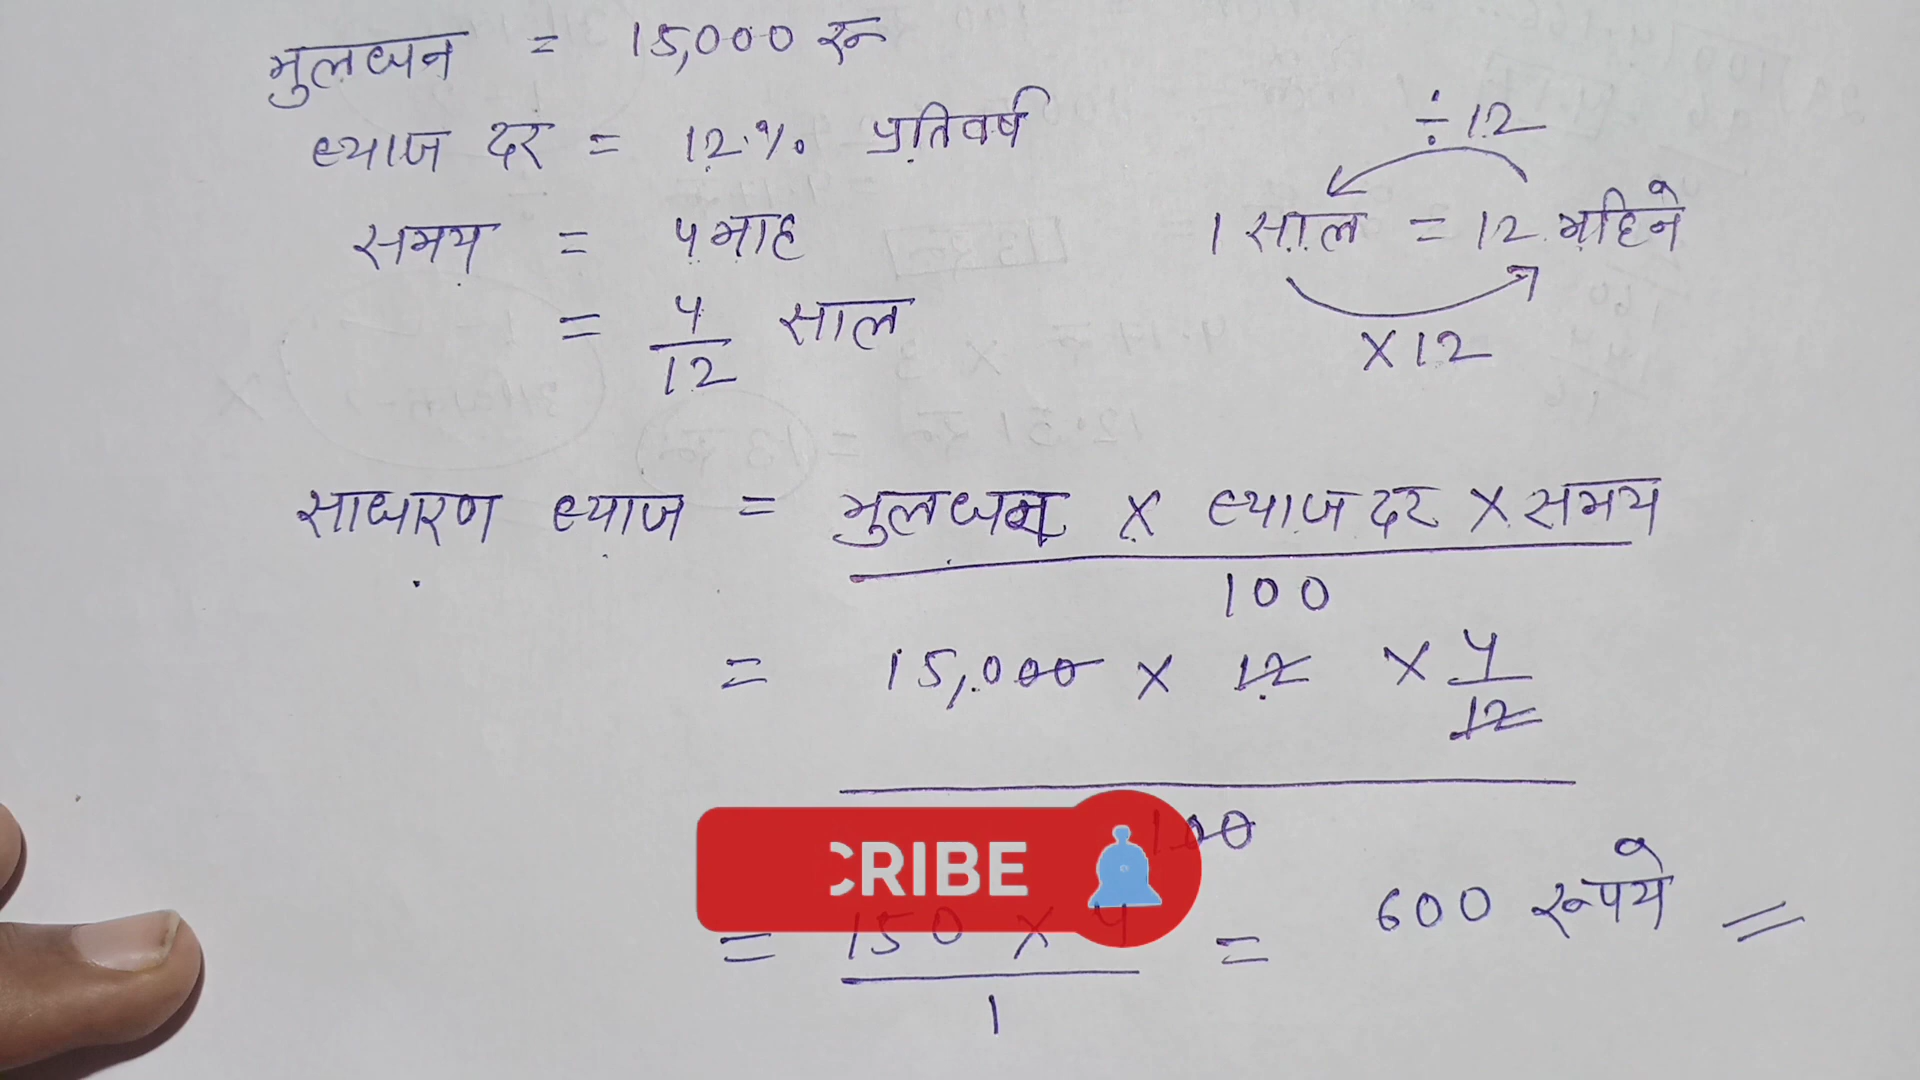 मुलधन = 15,000 रू
ब्याज दर = 12% प्रतिवर्ष
समय = 4 माह
= 4/12 साल
÷12
1 साल = 12 महिने
×12
साधारण ब्याज = मुलधन × ब्याज दर × समय
100
= 15,000 × 12 × 4/12
100
CRIBE
= 150 × 4 = 600 रूपये =
1